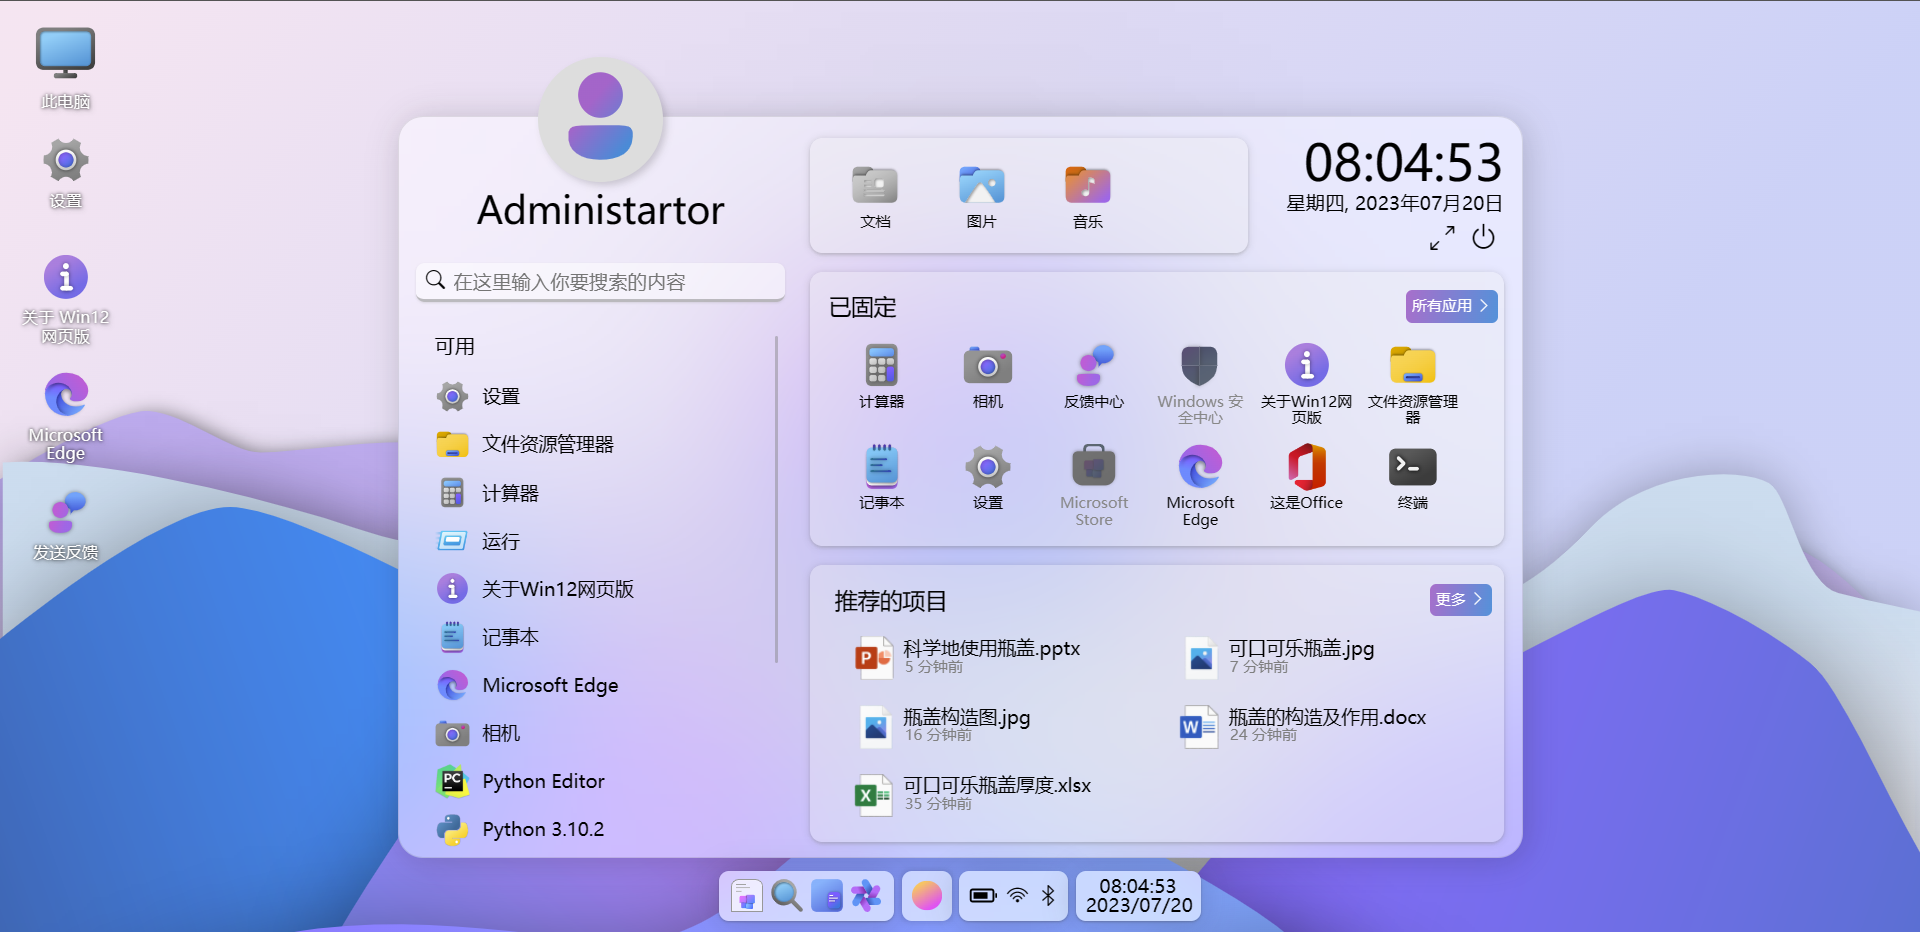 此电脑
设置
关于 Win12
网页版
Microsoft
Edge
发送反馈
Administartor
在这里输入你要搜索的内容
可用
设置
文件资源管理器
计算器
运行
关于Win12网页版
记事本
Microsoft Edge
相机
PC
Python Editor
Python 3.10.2
文档
图片
音乐
08:04:53
星期四, 2023年07月20日
已固定
所有应用
计算器
相机
反馈中心
Windows 安
全中心
关于Win12网
页版
文件资源管理
器
记事本
设置
Microsoft
Store
Microsoft
Edge
这是Office
终端
推荐的项目
更多
P
科学地使用瓶盖.pptx
5 分钟前
可口可乐瓶盖.jpg
7 分钟前
瓶盖构造图.jpg
16 分钟前
W
瓶盖的构造及作用.docx
24 分钟前
X
可口可乐瓶盖厚度.xlsx
35 分钟前
08:04:53
2023/07/20